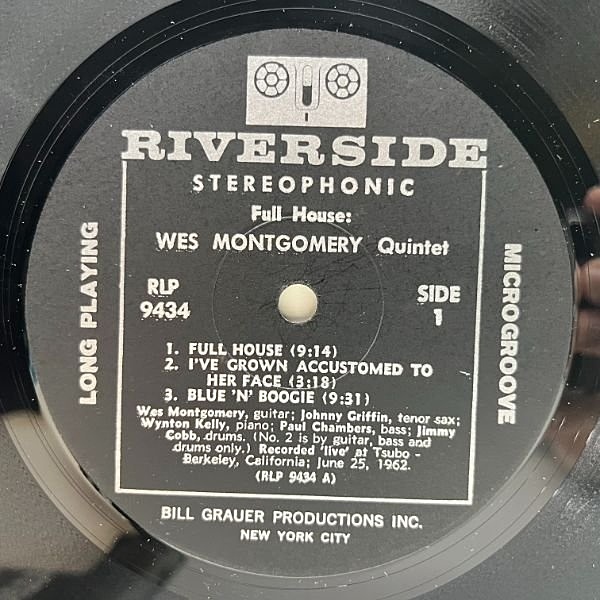 RIVERSIDE
STEREOPHONIC
Full House:
WES MONTGOMERY Quintet
RLP
9434
SIDE
1
LONG PLAYING
MICROGROOVE
1. FULL HOUSE (9:14)
2. I'VE GROWN ACCUSTOMED TO
HER FACE (3:18)
3. BLUE 'N' BOOGIE (9:31)
Wes Montgomery, guitar; Johnny Griffin, tenor sax;
Wynton Kelly, piano; Paul Chambers, bass; Jimmy
Cobb, drums. (No. 2 is by guitar, bass and
drums only.) Recorded 'live' at Tsubo -
Berkeley, California; June 25, 1962.
(RLP 9434 A)
BILL GRAUER PRODUCTIONS INC.
NEW YORK CITY